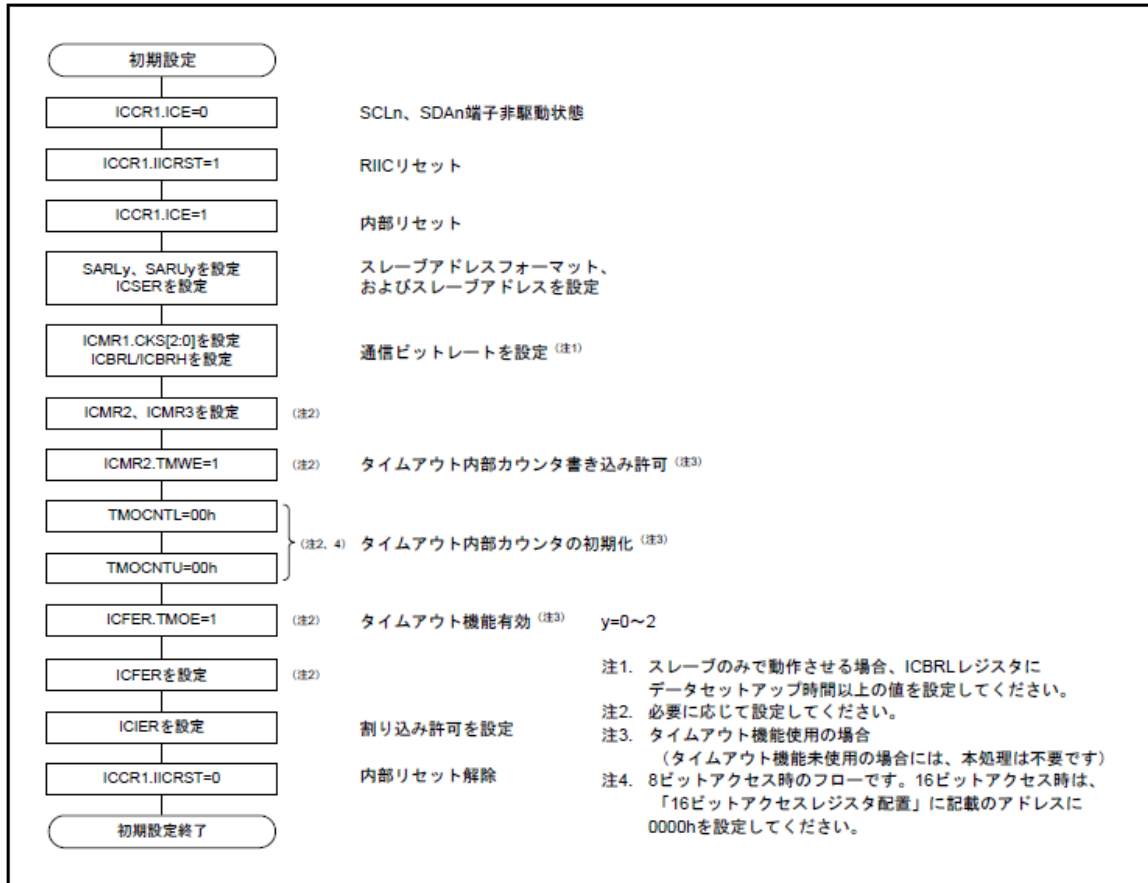 初期設定
ICCR1.ICE=0
SCLn、SDAn端子非駆動状態
ICCR1.IICRST=1
RIICリセット
ICCR1.ICE=1
内部リセット
SARLy、SARUyを設定
ICSERを設定
スレーブアドレスフォーマット、
およびスレーブアドレスを設定
ICMR1.CKS[2:0]を設定
ICBRL/ICBRHを設定
通信ビットレートを設定(注1)
ICMR2、ICMR3を設定
(注2)
ICMR2.TMWE=1
(注2)
タイムアウト内部カウンタ書き込み許可(注3)
TMOCNTL=00h
TMOCNTU=00h
(注2、4)
タイムアウト内部カウンタの初期化(注3)
ICFER.TMOE=1
(注2)
タイムアウト機能有効(注3)
y=0～2
ICFERを設定
(注2)
ICIERを設定
割り込み許可を設定
ICCR1.IICRST=0
内部リセット解除
初期設定終了
注1. スレーブのみで動作させる場合、ICBRLレジスタに
データセットアップ時間以上の値を設定してください。
注2. 必要に応じて設定してください。
注3. タイムアウト機能使用の場合
(タイムアウト機能未使用の場合には、本処理は不要です)
注4. 8ビットアクセス時のフローです。16ビットアクセス時は、
「16ビットアクセスレジスタ配置」に記載のアドレスに
0000hを設定してください。